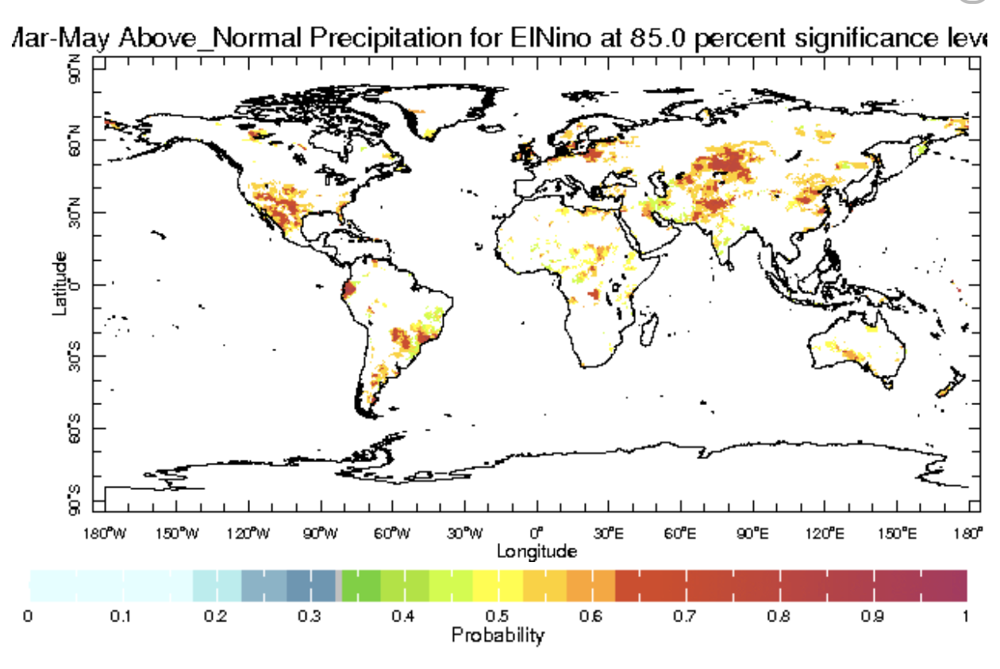 Mar-May Above_Normal Precipitation for ElNino at 85.0 percent significance leve
90°N
60°N
30°N
0°
30°S
60°S
90°S
Latitude
180°W 150°W 120°W 90°W 60°W 30°W 0° 30°E 60°E 90°E 120°E 150°E 180°
Longitude
0 0.1 0.2 0.3 0.4 0.5 0.6 0.7 0.8 0.9 1
Probability